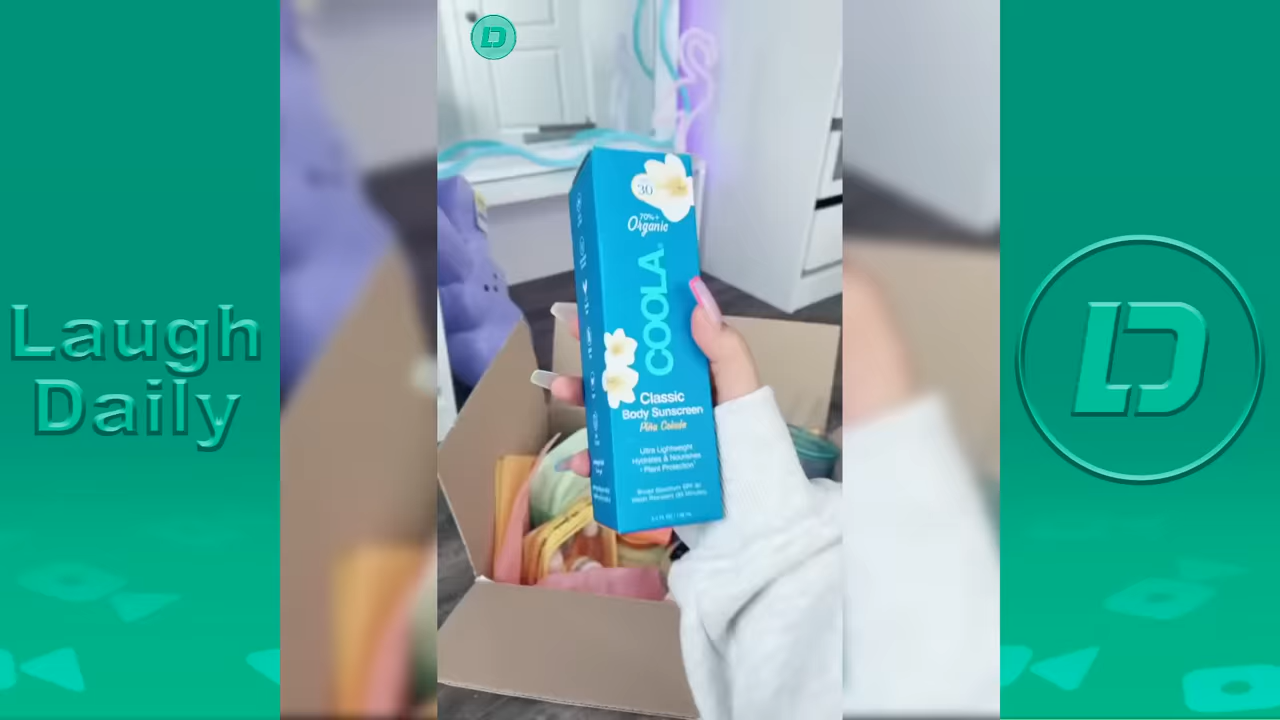 Laugh
Daily
30
70%+
Organic
COOLA
Classic
Body Sunscreen
Piña Colada
Ultra Lightweight
Hydrates & Nourishes
+ Plant Protection
Broad Spectrum SPF 30
Water Resistant (80 Minutes)
LD